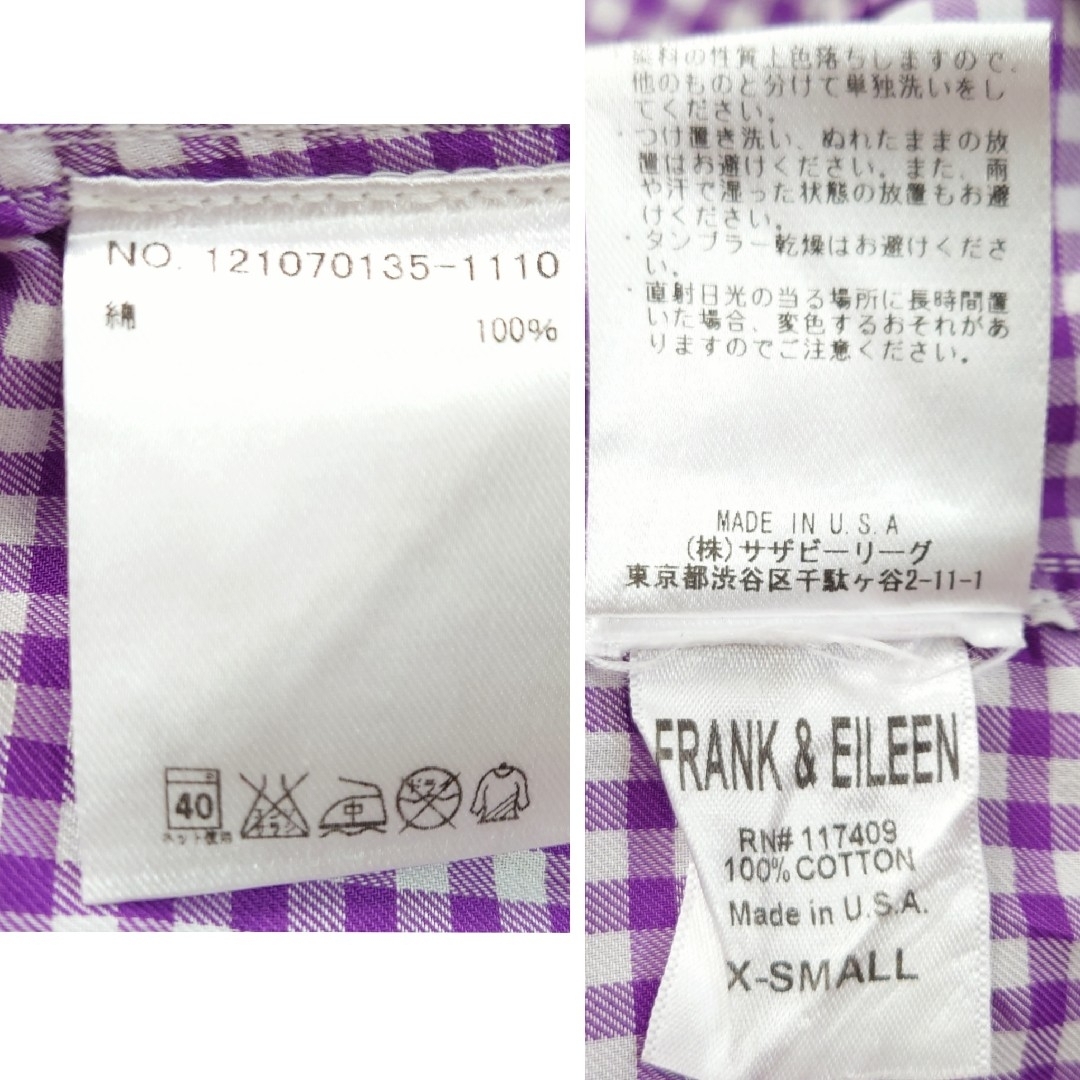 NO. 121070135-1110
綿 100%
40
ネット使用
エンソ
サラシ
中
ドライ
染料の性質上色落ちしますので、
他のものと分けて単独洗いをし
てください。
・つけ置き洗い、ぬれたままの放
置はお避けください。また、雨
や汗で湿った状態の放置もお避
けください。
・タンブラー乾燥はお避けくださ
い。
・直射日光の当る場所に長時間置
いた場合、変色するおそれがあ
りますのでご注意ください。
MADE IN U.S.A
(株)サザビーリーグ
東京都渋谷区千駄ヶ谷2-11-1
FRANK & EILEEN
RN# 117409
100% COTTON
Made in U.S.A.
X-SMALL